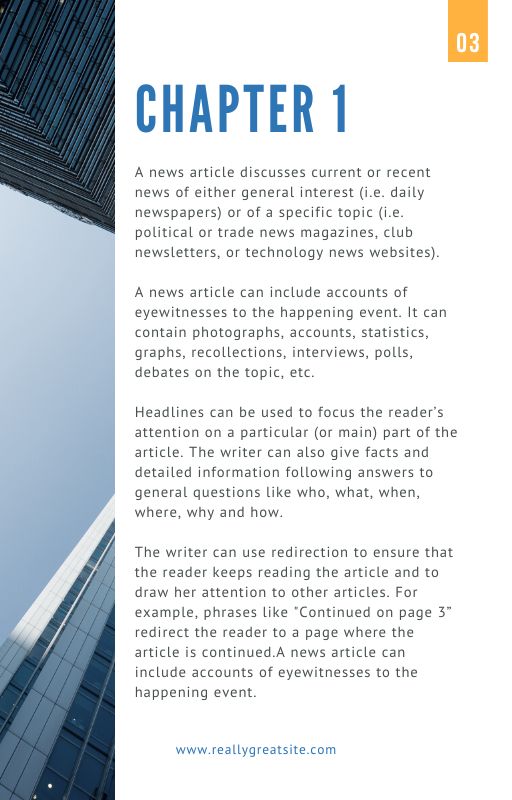 03
CHAPTER 1
A news article discusses current or recent
news of either general interest (i.e. daily
newspapers) or of a specific topic (i.e.
political or trade news magazines, club
newsletters, or technology news websites).
A news article can include accounts of
eyewitnesses to the happening event. It can
contain photographs, accounts, statistics,
graphs, recollections, interviews, polls,
debates on the topic, etc.
Headlines can be used to focus the reader’s
attention on a particular (or main) part of the
article. The writer can also give facts and
detailed information following answers to
general questions like who, what, when,
where, why and how.
The writer can use redirection to ensure that
the reader keeps reading the article and to
draw her attention to other articles. For
example, phrases like "Continued on page 3”
redirect the reader to a page where the
article is continued.A news article can
include accounts of eyewitnesses to the
happening event.
www.reallygreatsite.com